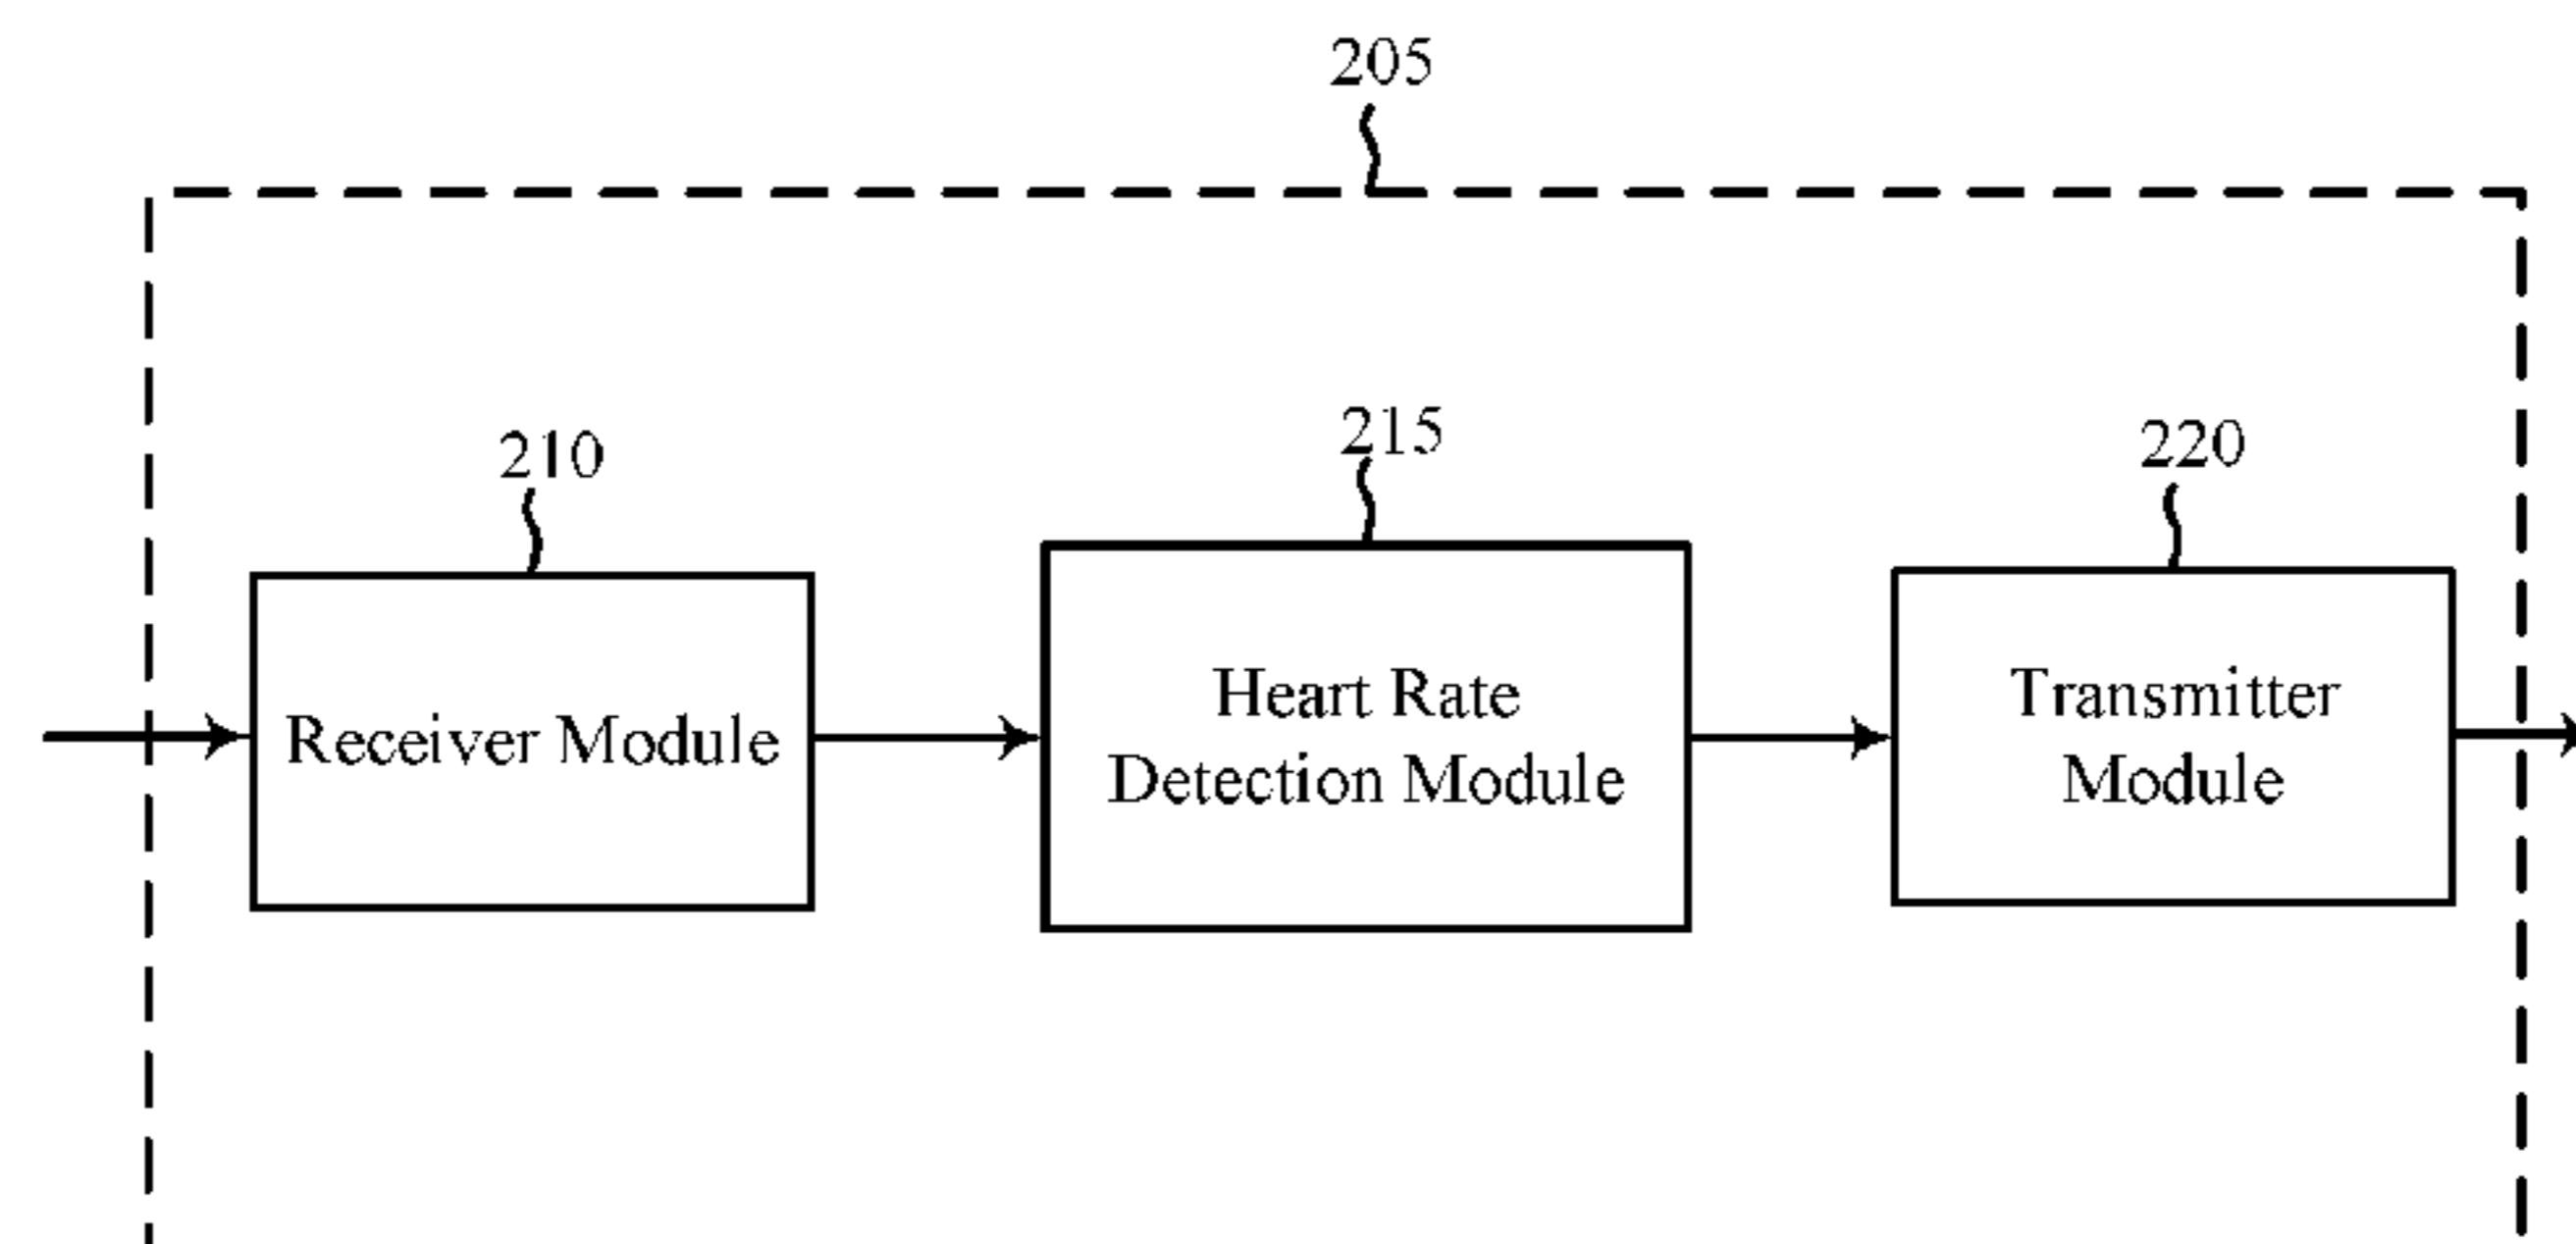 205
210
215
220
Receiver Module
Heart Rate
Detection Module
Transmitter
Module